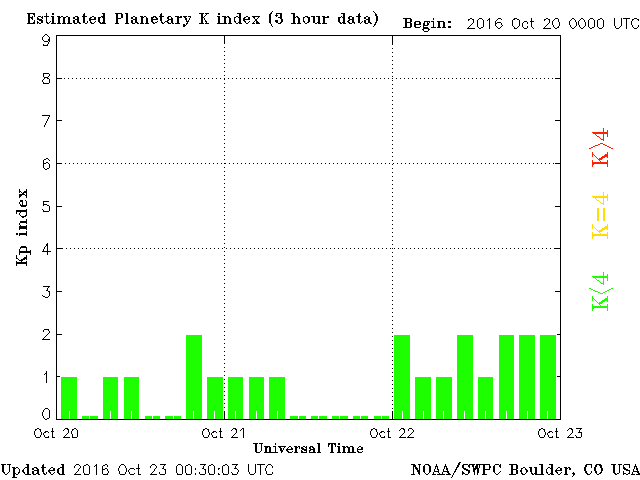 Estimated Planetary K index (3 hour data) Begin: 2016 Oct 20 0000 UTC
9
8
7
6
5
4
3
2
1
0
Kp index
K>4
K=4
K<4
Oct 20 Oct 21 Oct 22 Oct 23
Universal Time
Updated 2016 Oct 23 00:30:03 UTC NOAA/SWPC Boulder, CO USA